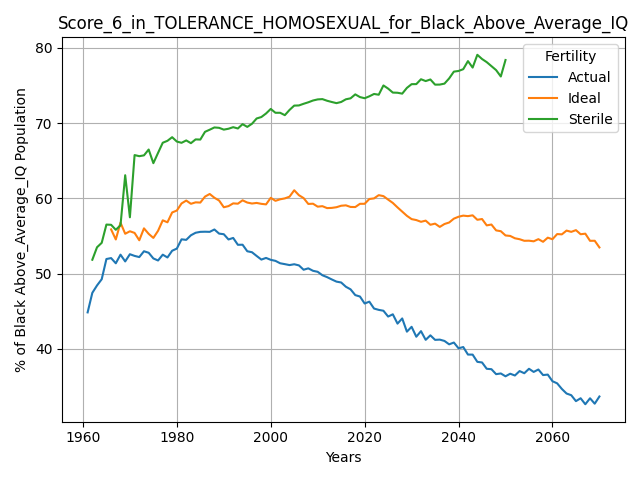 Score_6_in_TOLERANCE_HOMOSEXUAL_for_Black_Above_Average_IQ
% of Black Above_Average_IQ Population
80
70
60
50
40
Fertility
Actual
Ideal
Sterile
1960
1980
2000
2020
2040
2060
Years